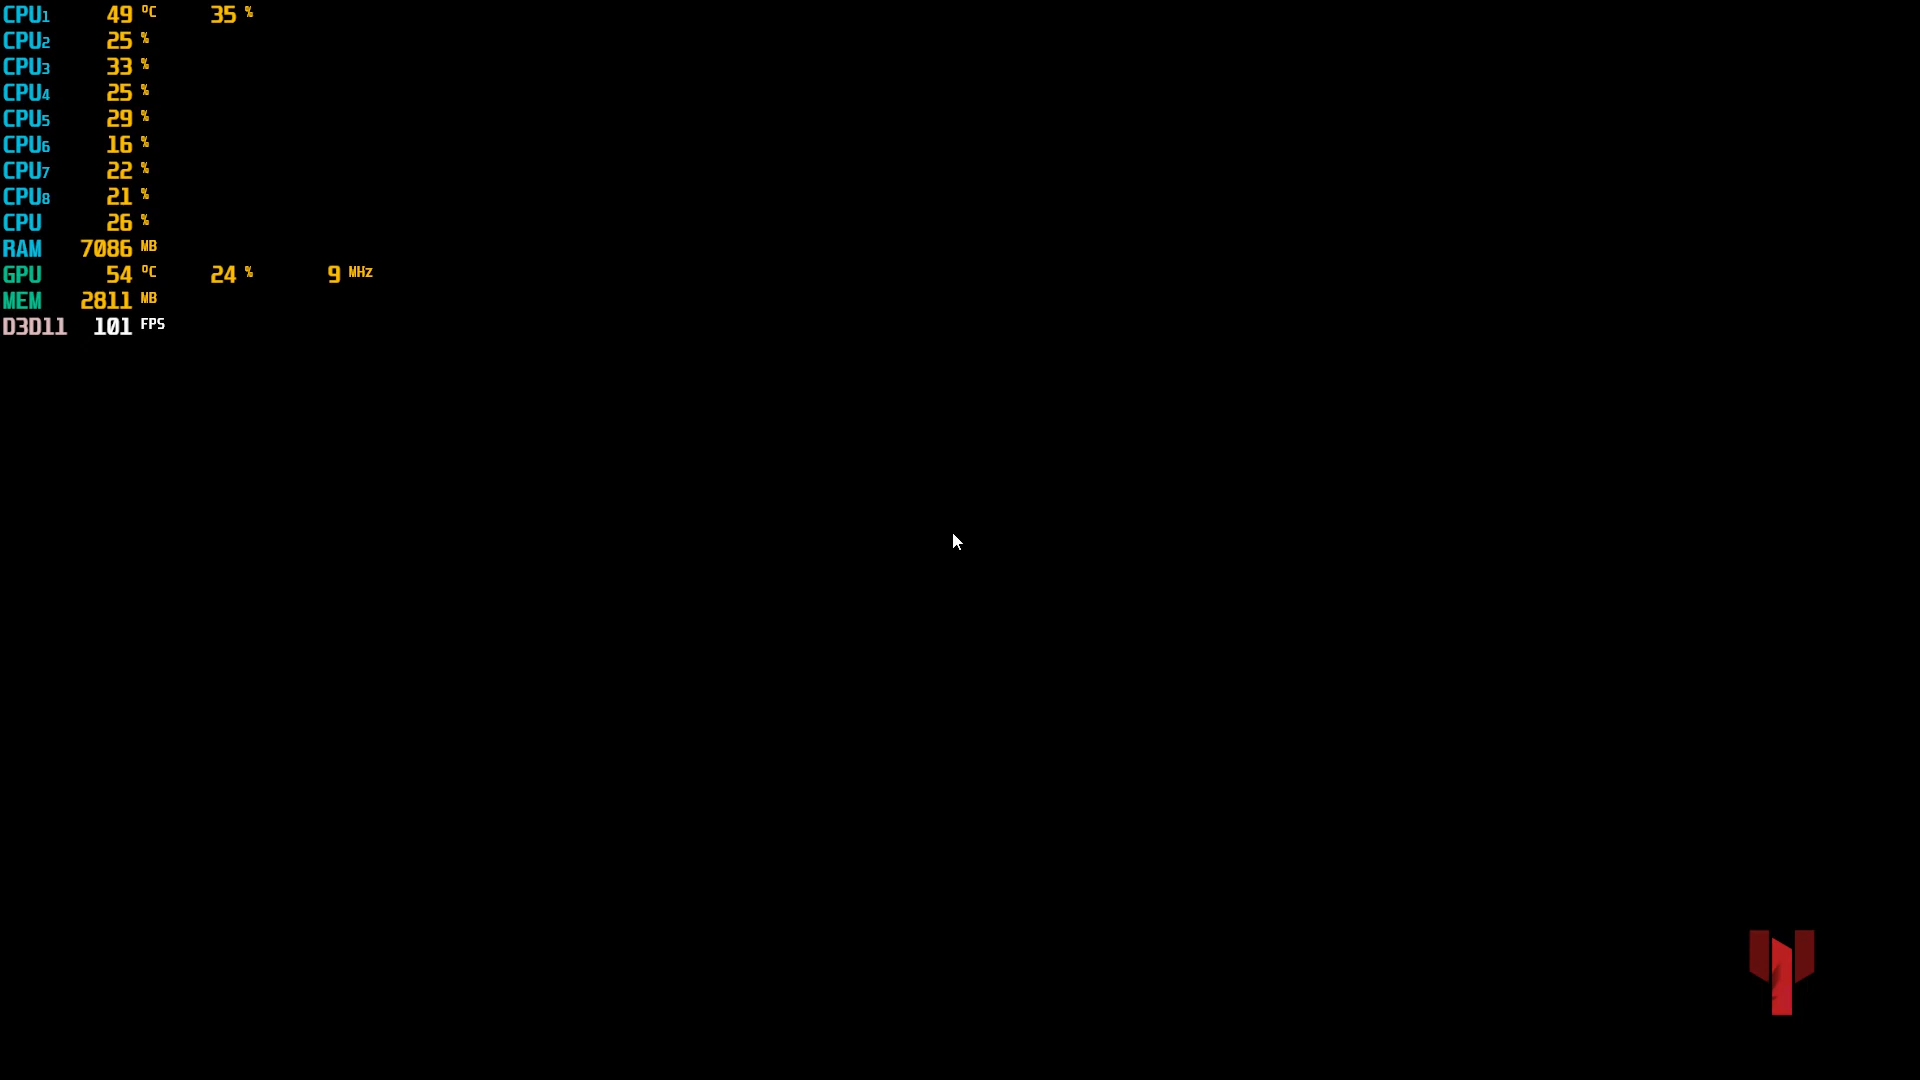 CPU1 49 °C 35 %
CPU2 25 %
CPU3 33 %
CPU4 25 %
CPU5 29 %
CPU6 16 %
CPU7 22 %
CPU8 21 %
CPU 26 %
RAM 7086 MB
GPU 54 °C 24 % 9 MHz
MEM 2811 MB
D3D11 101 FPS